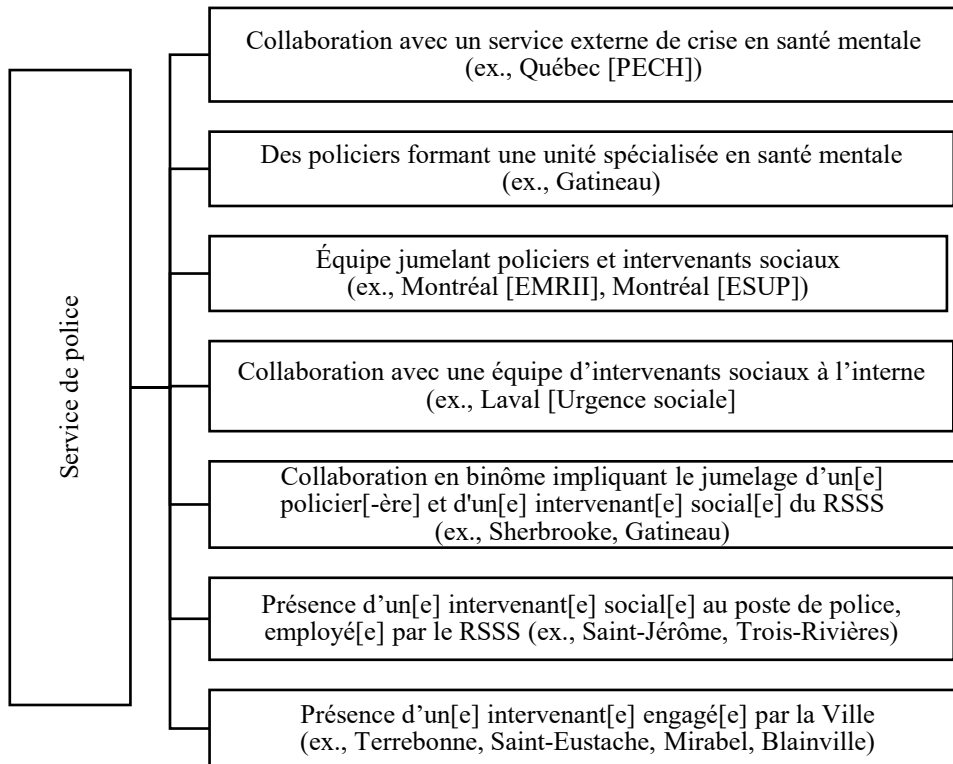 Service de police
Collaboration avec un service externe de crise en santé mentale
(ex., Québec [PECH])
Des policiers formant une unité spécialisée en santé mentale
(ex., Gatineau)
Équipe jumelant policiers et intervenants sociaux
(ex., Montréal [EMRII], Montréal [ESUP])
Collaboration avec une équipe d’intervenants sociaux à l’interne
(ex., Laval [Urgence sociale]
Collaboration en binôme impliquant le jumelage d’un[e]
policier[-ère] et d'un[e] intervenant[e] social[e] du RSSS
(ex., Sherbrooke, Gatineau)
Présence d’un[e] intervenant[e] social[e] au poste de police,
employé[e] par le RSSS (ex., Saint-Jérôme, Trois-Rivières)
Présence d’un[e] intervenant[e] engagé[e] par la Ville
(ex., Terrebonne, Saint-Eustache, Mirabel, Blainville)